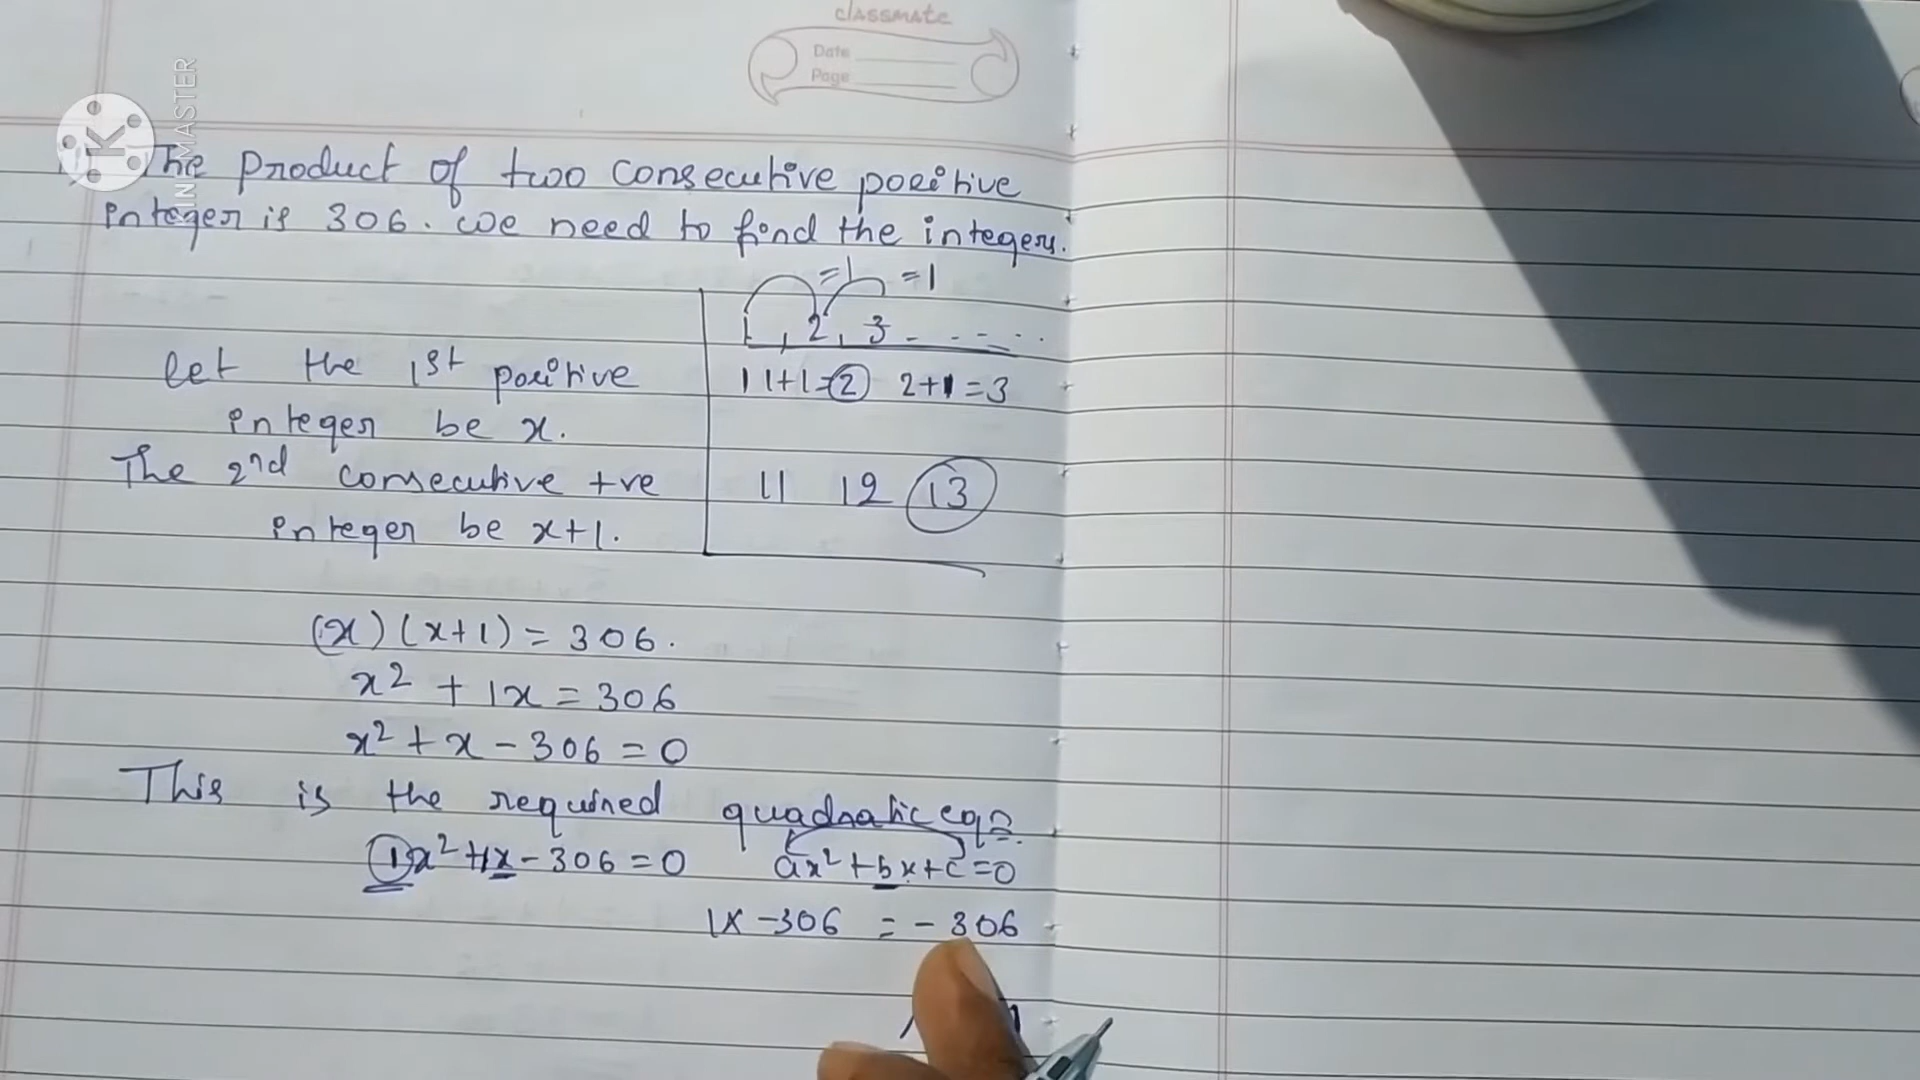 classmate
Date
Page
KINEMASTER
The product of two consecutive positive
integer is 306. We need to find the integers.
=1 =1
1, 2, 3 - - - - . .
Let the 1st positive
1 1+1=2 2+1=3
integer be x.
The 2nd consecutive +ve
11 12 13
integer be x+1.
(x)(x+1) = 306.
x² + 1x = 306
x² + x - 306 = 0
This is the required quadratic eqn.
1x²+1x-306=0 ax²+bx+c=0
1x-306 = -306